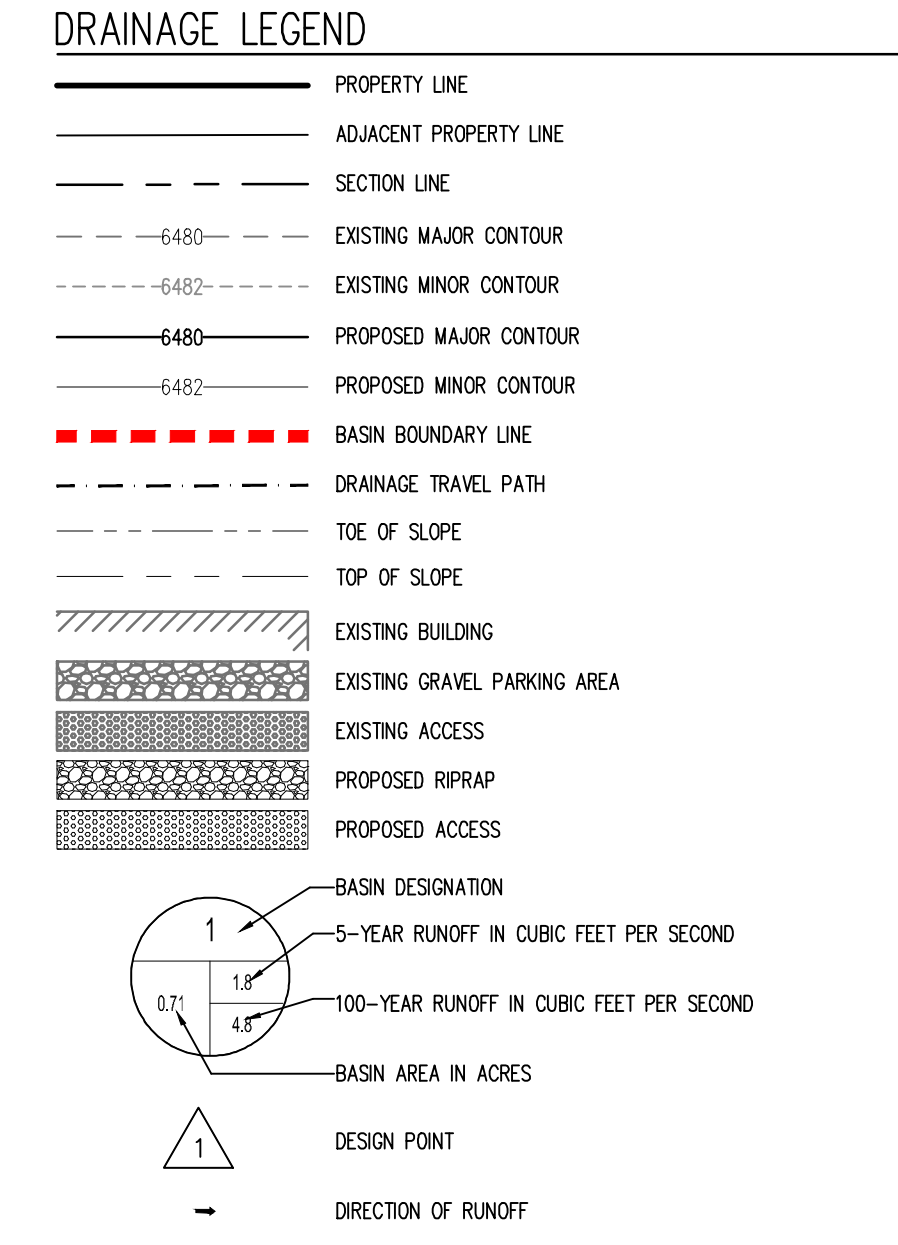 DRAINAGE LEGEND
PROPERTY LINE
ADJACENT PROPERTY LINE
SECTION LINE
6480 EXISTING MAJOR CONTOUR
6482 EXISTING MINOR CONTOUR
6480 PROPOSED MAJOR CONTOUR
6482 PROPOSED MINOR CONTOUR
BASIN BOUNDARY LINE
DRAINAGE TRAVEL PATH
TOE OF SLOPE
TOP OF SLOPE
EXISTING BUILDING
EXISTING GRAVEL PARKING AREA
EXISTING ACCESS
PROPOSED RIPRAP
PROPOSED ACCESS
BASIN DESIGNATION
1
5-YEAR RUNOFF IN CUBIC FEET PER SECOND
1.8
0.71
100-YEAR RUNOFF IN CUBIC FEET PER SECOND
4.8
BASIN AREA IN ACRES
1 DESIGN POINT
DIRECTION OF RUNOFF